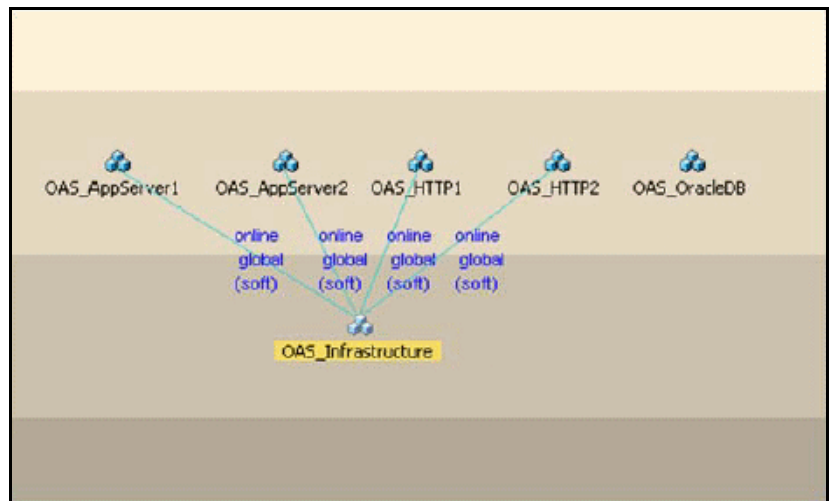 OAS_AppServer1 OAS_AppServer2 OAS_HTTP1 OAS_HTTP2 OAS_OracleDB
online online online online
global global global global
(soft) (soft) (soft) (soft)
OAS_Infrastructure